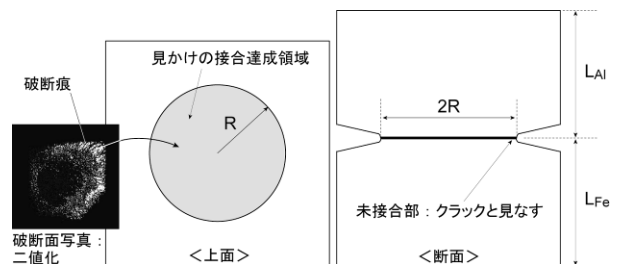 見かけの接合達成領域
破断痕
R
破断面写真：
二値化
＜上面＞
2R
L_Al
L_Fe
未接合部：クラックと見なす
＜断面＞